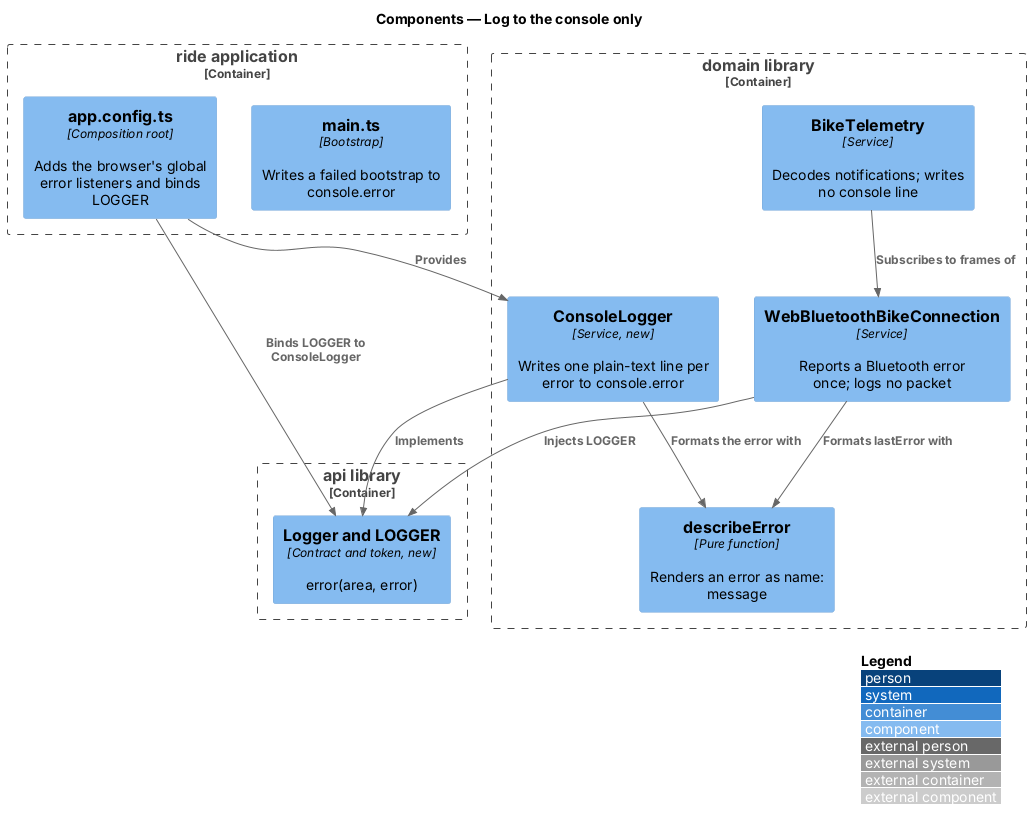 Components — Log to the console only
ride application
[Container]
app.config.ts
[Composition root]
Adds the browser's global
error listeners and binds
LOGGER
main.ts
[Bootstrap]
Writes a failed bootstrap to
console.error
domain library
[Container]
BikeTelemetry
[Service]
Decodes notifications; writes
no console line
Provides
Subscribes to frames of
ConsoleLogger
[Service, new]
Writes one plain-text line per
error to console.error
WebBluetoothBikeConnection
[Service]
Reports a Bluetooth error
once; logs no packet
Binds LOGGER to
ConsoleLogger
Implements
Injects LOGGER
Formats the error with
Formats lastError with
api library
[Container]
Logger and LOGGER
[Contract and token, new]
error(area, error)
describeError
[Pure function]
Renders an error as name:
message
Legend
person
system
container
component
external person
external system
external container
external component